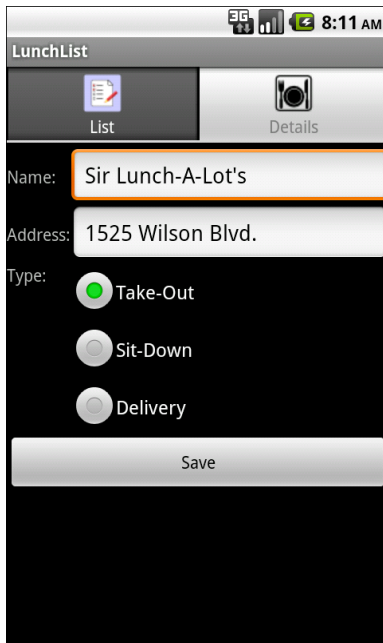 3G 8:11 AM
LunchList
List Details
Name: Sir Lunch-A-Lot's
Address: 1525 Wilson Blvd.
Type: Take-Out
Sit-Down
Delivery
Save